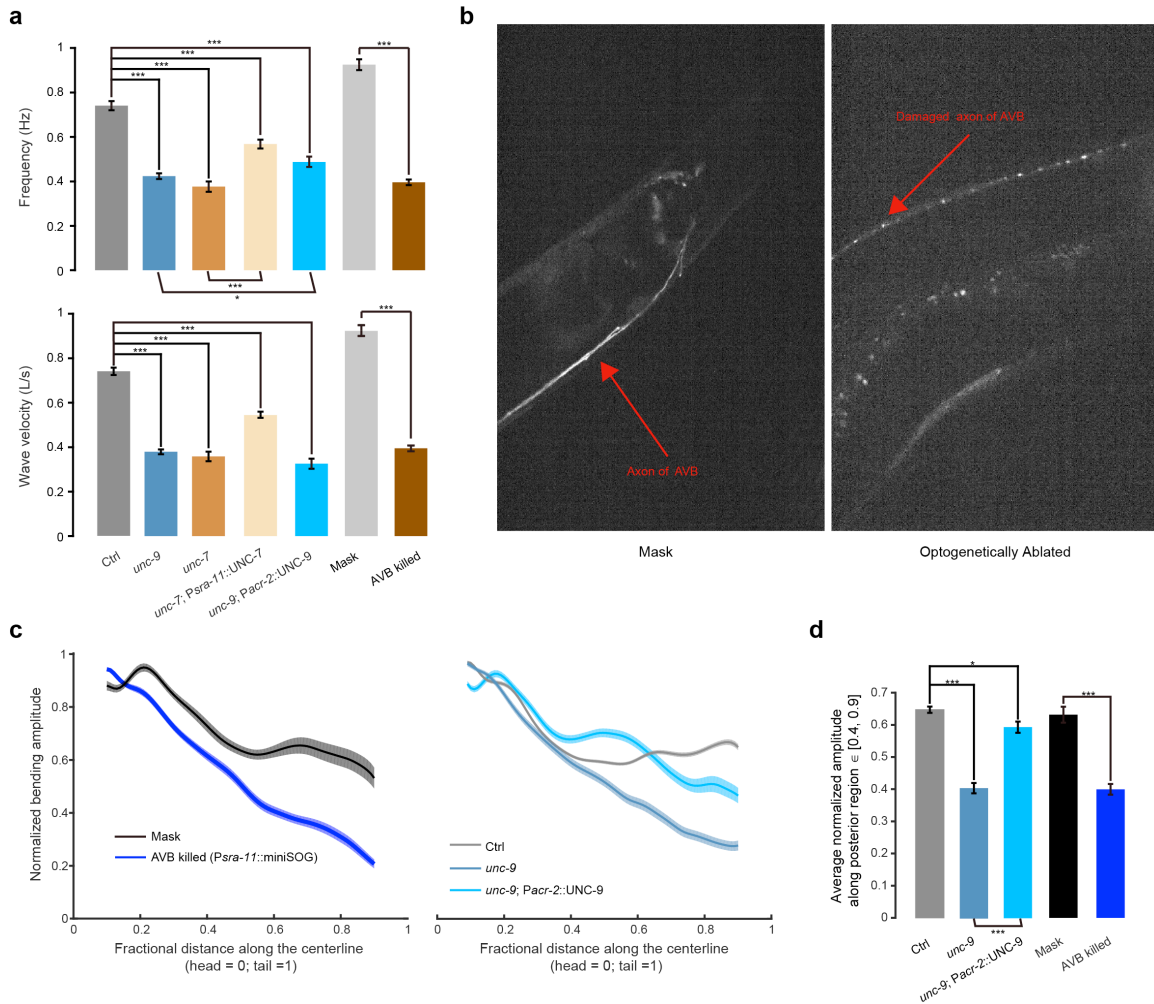 a
***
***
***
***
***
1
0.8
0.6
0.4
0.2
0
Frequency (Hz)
***
*
***
***
***
***
1
0.8
0.6
0.4
0.2
0
Wave velocity (L/s)
Ctrl
unc-9
unc-7
unc-7; Psra-11::UNC-7
unc-9; Pacr-2::UNC-9
Mask
AVB killed
b
Axon of AVB
Damaged axon of AVB
Mask
Optogenetically Ablated
c
1
0.8
0.6
0.4
0.2
0
Normalized bending amplitude
Mask
AVB killed (Psra-11::miniSOG)
0.2
0.4
0.6
0.8
1
Fractional distance along the centerline
(head = 0; tail =1)
Ctrl
unc-9
unc-9; Pacr-2::UNC-9
0
0.2
0.4
0.6
0.8
1
Fractional distance along the centerline
(head = 0; tail =1)
d
*
***
***
0.7
0.6
0.5
0.4
0.3
0.2
0.1
0
Average normalized amplitude
along posterior region ∈ [0.4, 0.9]
***
Ctrl
unc-9
unc-9; Pacr-2::UNC-9
Mask
AVB killed